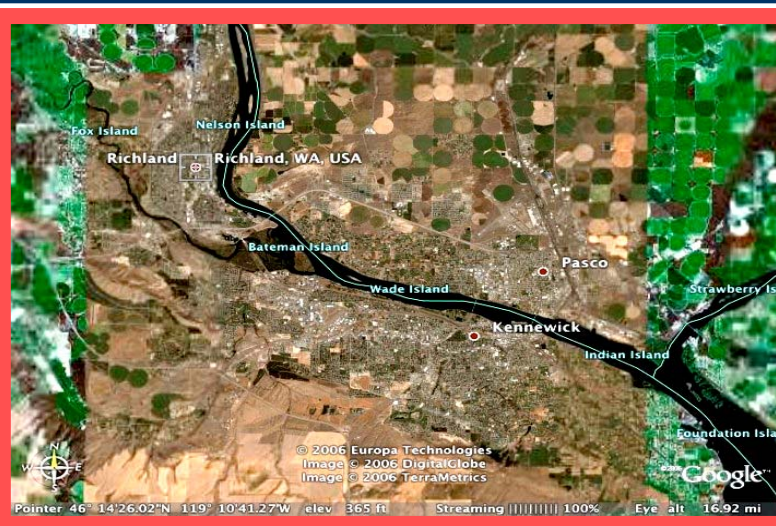 Fox Island
Nelson Island
Richland
Richland, WA, USA
Bateman Island
Pasco
Wade Island
Strawberry Is
Kennewick
Indian Island
Foundation Isla
© 2006 Europa Technologies
Image © 2006 DigitalGlobe
Image © 2006 TerraMetrics
N
W E
S
Google™
Pointer 46° 14'26.02" N 119° 10'41.27" W elev 365 ft Streaming |||||||||| 100% Eye alt 16.92 mi